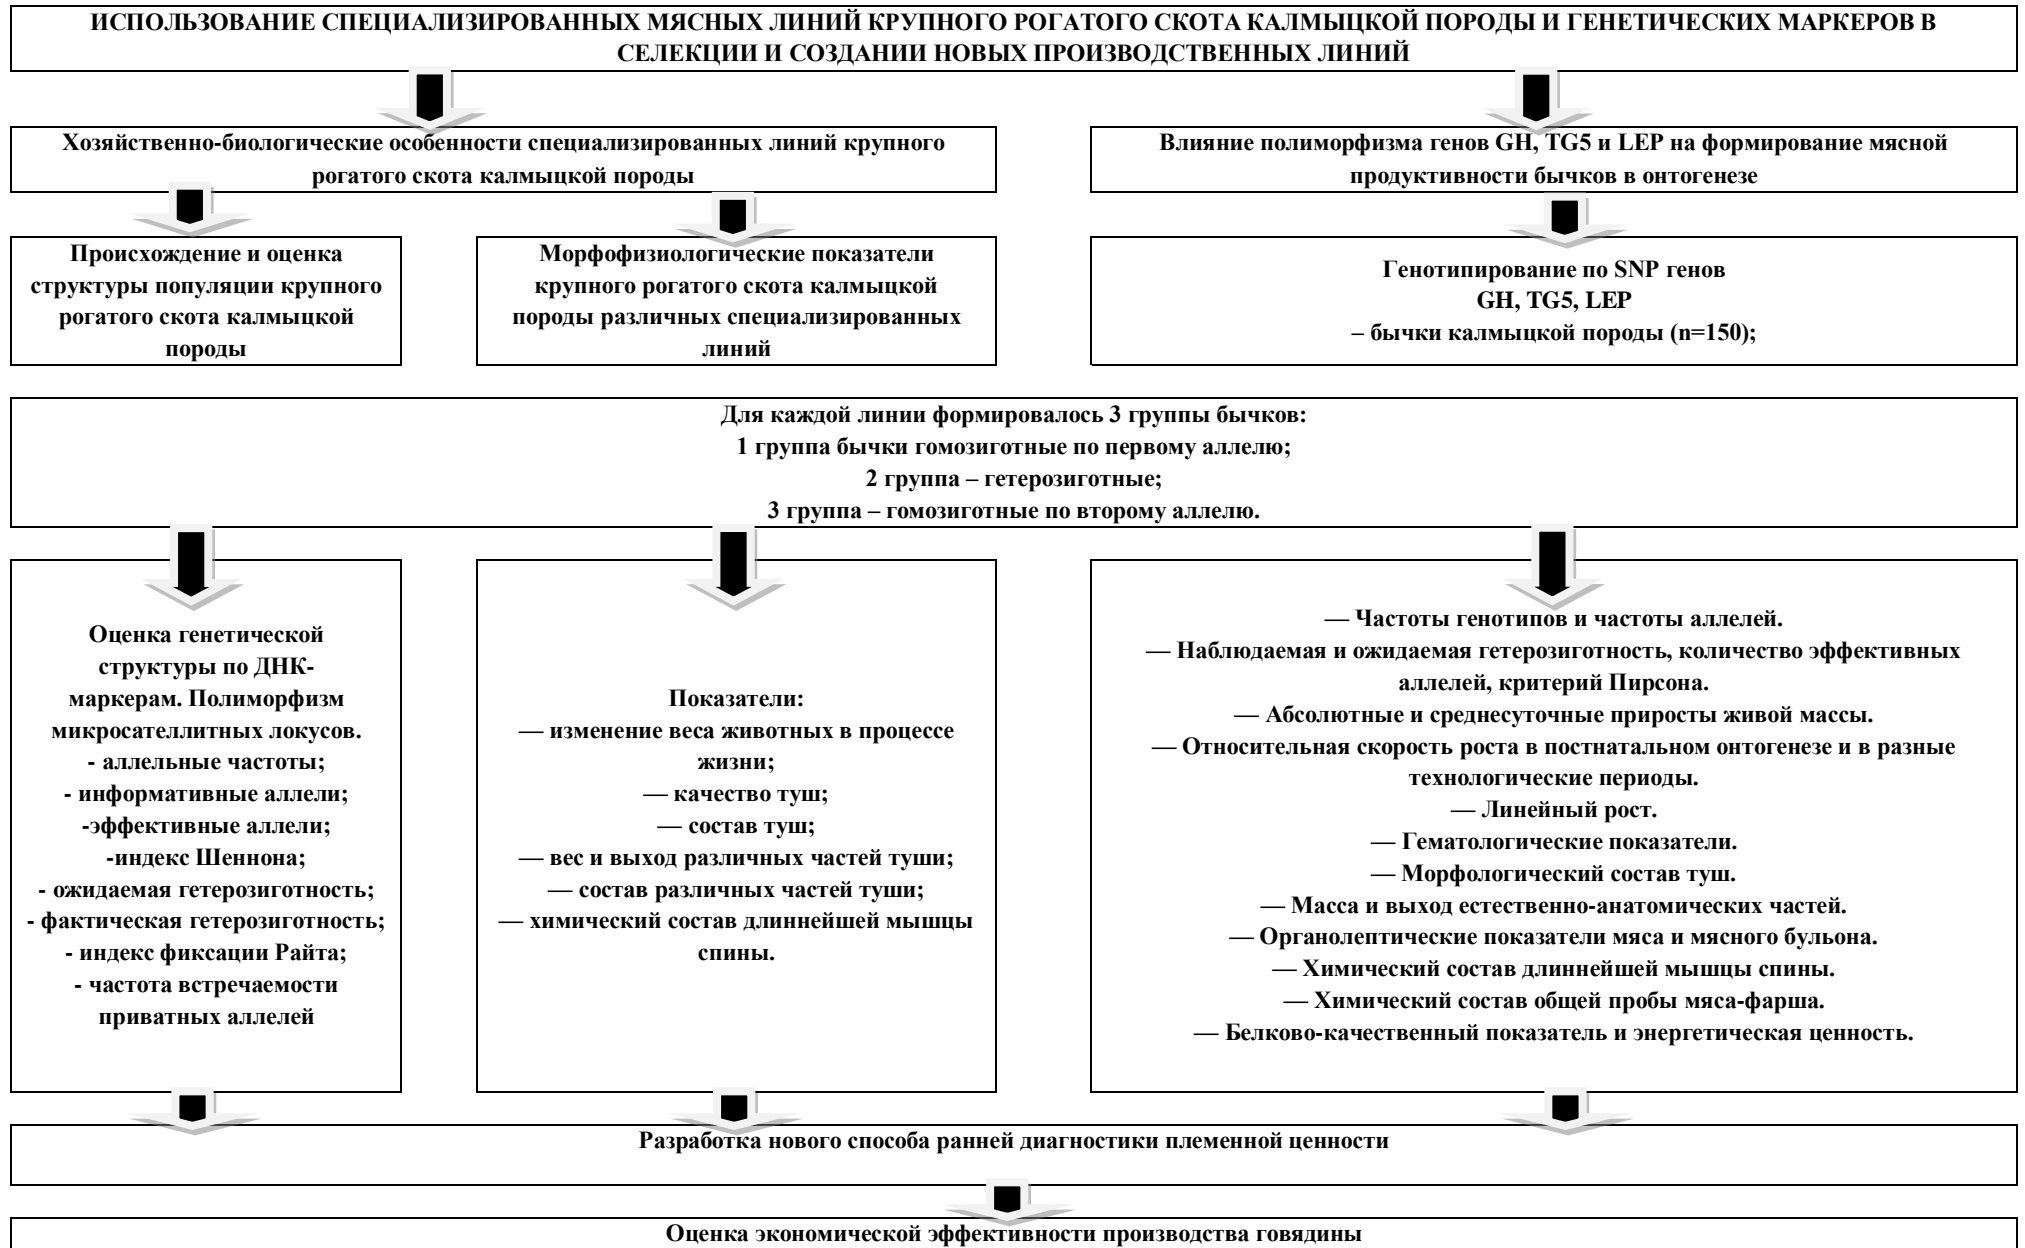 ИСПОЛЬЗОВАНИЕ СПЕЦИАЛИЗИРОВАННЫХ МЯСНЫХ ЛИНИЙ КРУПНОГО РОГАТОГО СКОТА КАЛМЫЦКОЙ ПОРОДЫ И ГЕНЕТИЧЕСКИХ МАРКЕРОВ В
СЕЛЕКЦИИ И СОЗДАНИИ НОВЫХ ПРОИЗВОДСТВЕННЫХ ЛИНИЙ
Хозяйственно-биологические особенности специализированных линий крупного
рогатого скота калмыцкой породы
Влияние полиморфизма генов GH, TG5 и LEP на формирование мясной
продуктивности бычков в онтогенезе
Происхождение и оценка
структуры популяции крупного
рогатого скота калмыцкой
породы
Морфофизиологические показатели
крупного рогатого скота калмыцкой
породы различных специализированных
линий
Генотипирование по SNP генов
GH, TG5, LEP
– бычки калмыцкой породы (n=150);
Для каждой линии формировалось 3 группы бычков:
1 группа бычки гомозиготные по первому аллелю;
2 группа – гетерозиготные;
3 группа – гомозиготные по второму аллелю.
Оценка генетической
структуры по ДНК-
маркерам. Полиморфизм
микросателлитных локусов.
- аллельные частоты;
- информативные аллели;
-эффективные аллели;
-индекс Шеннона;
- ожидаемая гетерозиготность;
- фактическая гетерозиготность;
- индекс фиксации Райта;
- частота встречаемости
приватных аллелей
Показатели:
— изменение веса животных в процессе
жизни;
— качество туш;
— состав туш;
— вес и выход различных частей туши;
— состав различных частей туши;
— химический состав длиннейшей мышцы
спины.
— Частоты генотипов и частоты аллелей.
— Наблюдаемая и ожидаемая гетерозиготность, количество эффективных
аллелей, критерий Пирсона.
— Абсолютные и среднесуточные приросты живой массы.
— Относительная скорость роста в постнатальном онтогенезе и в разные
технологические периоды.
— Линейный рост.
— Гематологические показатели.
— Морфологический состав туш.
— Масса и выход естественно-анатомических частей.
— Органолептические показатели мяса и мясного бульона.
— Химический состав длиннейшей мышцы спины.
— Химический состав общей пробы мяса-фарша.
— Белково-качественный показатель и энергетическая ценность.
Разработка нового способа ранней диагностики племенной ценности
Оценка экономической эффективности производства говядины